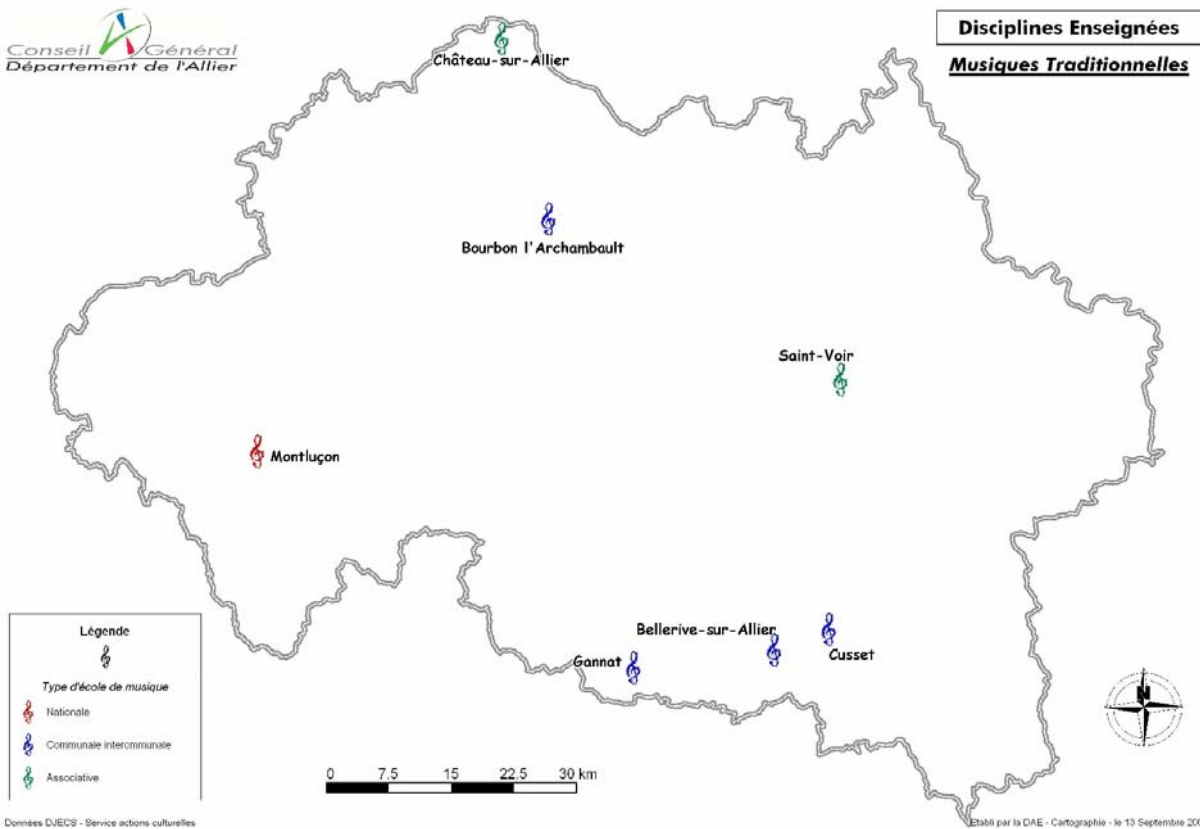 Conseil Général
Département de l'Allier
Disciplines Enseignées
Musiques Traditionnelles
Château-sur-Allier
Bourbon l'Archambault
Saint-Voir
Montluçon
Bellerive-sur-Allier
Gannat
Cusset
Légende
Type d'école de musique
Nationale
Communale intercommunale
Associative
N
0 7.5 15 22.5 30 km
Données DJECS - Service actions culturelles
Etabli par la DAE - Cartographie - le 13 Septembre